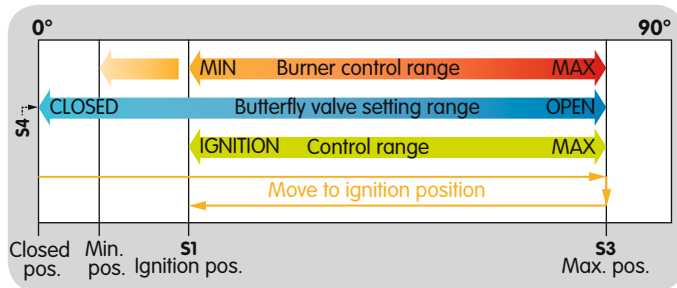 0° 90°
MIN Burner control range MAX
CLOSED Butterfly valve setting range OPEN
S4
IGNITION Control range MAX
Move to ignition position
Closed pos.
Min. pos.
S1
Ignition pos.
S3
Max. pos.